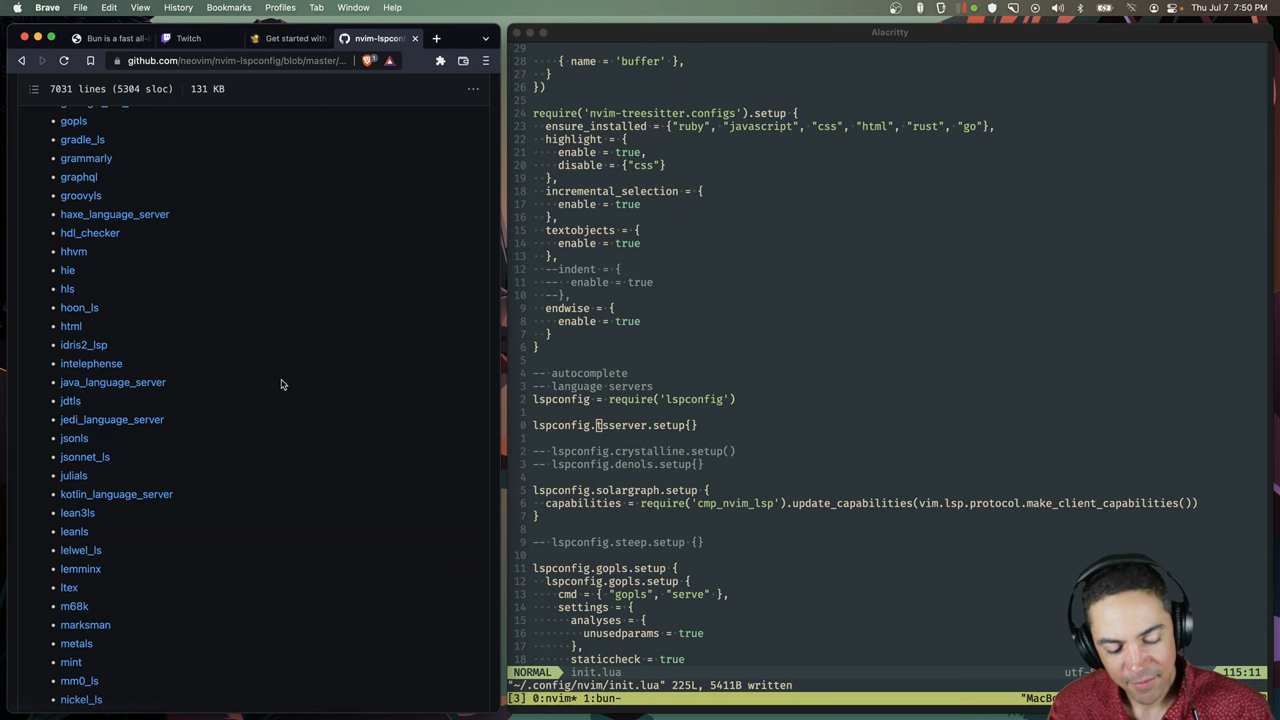 Brave File Edit View History Bookmarks Profiles Tab Window Help
Thu Jul 7 7:50 PM
Bun is a fast all-
Twitch
Get started with
nvim-lspcon
github.com/neovim/nvim-lspconfig/blob/master/...
7031 lines (5304 sloc) 131 KB
gopls
gradle_ls
grammarly
graphql
groovyls
haxe_language_server
hdl_checker
hhvm
hie
hls
hoon_ls
html
idris2_lsp
intelephense
java_language_server
jdtls
jedi_language_server
jsonls
jsonnet_ls
julials
kotlin_language_server
lean3ls
leanls
lelwel_ls
lemminx
ltex
m68k
marksman
metals
mint
mm0_ls
nickel_ls
Alacritty
29
28 { name = 'buffer' },
27 }
26 })
25
24 require('nvim-treesitter.configs').setup {
23 ensure_installed = {"ruby", "javascript", "css", "html", "rust", "go"},
22 highlight = {
21 enable = true,
20 disable = {"css"}
19 },
18 incremental_selection = {
17 enable = true
16 },
15 textobjects = {
14 enable = true
13 },
12 --indent = {
11 -- enable = true
10 --},
9 endwise = {
8 enable = true
7 }
6 }
5
4 -- autocomplete
3 -- language servers
2 lspconfig = require('lspconfig')
1
0 lspconfig.tsserver.setup{}
1
2 -- lspconfig.crystalline.setup()
3 -- lspconfig.denols.setup{}
4
5 lspconfig.solargraph.setup {
6 capabilities = require('cmp_nvim_lsp').update_capabilities(vim.lsp.protocol.make_client_capabilities())
7 }
8
9 -- lspconfig.steep.setup {}
10
11 lspconfig.gopls.setup {
12 lspconfig.gopls.setup {
13 cmd = { "gopls", "serve" },
14 settings = {
15 analyses = {
16 unusedparams = true
17 },
18 staticcheck = true
NORMAL init.lua utf- 115:11
"~/.config/nvim/init.lua" 225L, 5411B written
[3] 0:nvim* 1:bun- "MacB